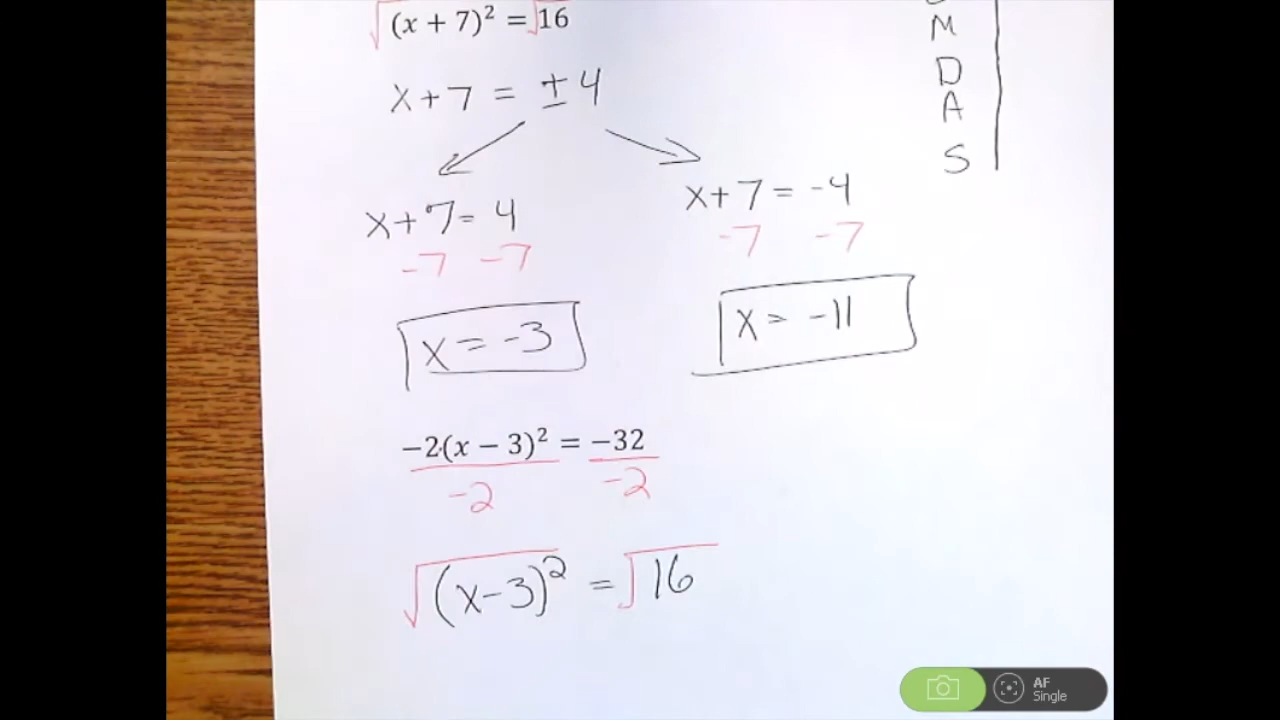 √(x + 7)² = √16
M
x + 7 = ± 4
D
A
S
x + 7 = 4
x + 7 = -4
-7 -7
-7 -7
x = -3
x = -11
−2·(x − 3)² = −32
-2 -2
√(x-3)² = √16
AF
Single